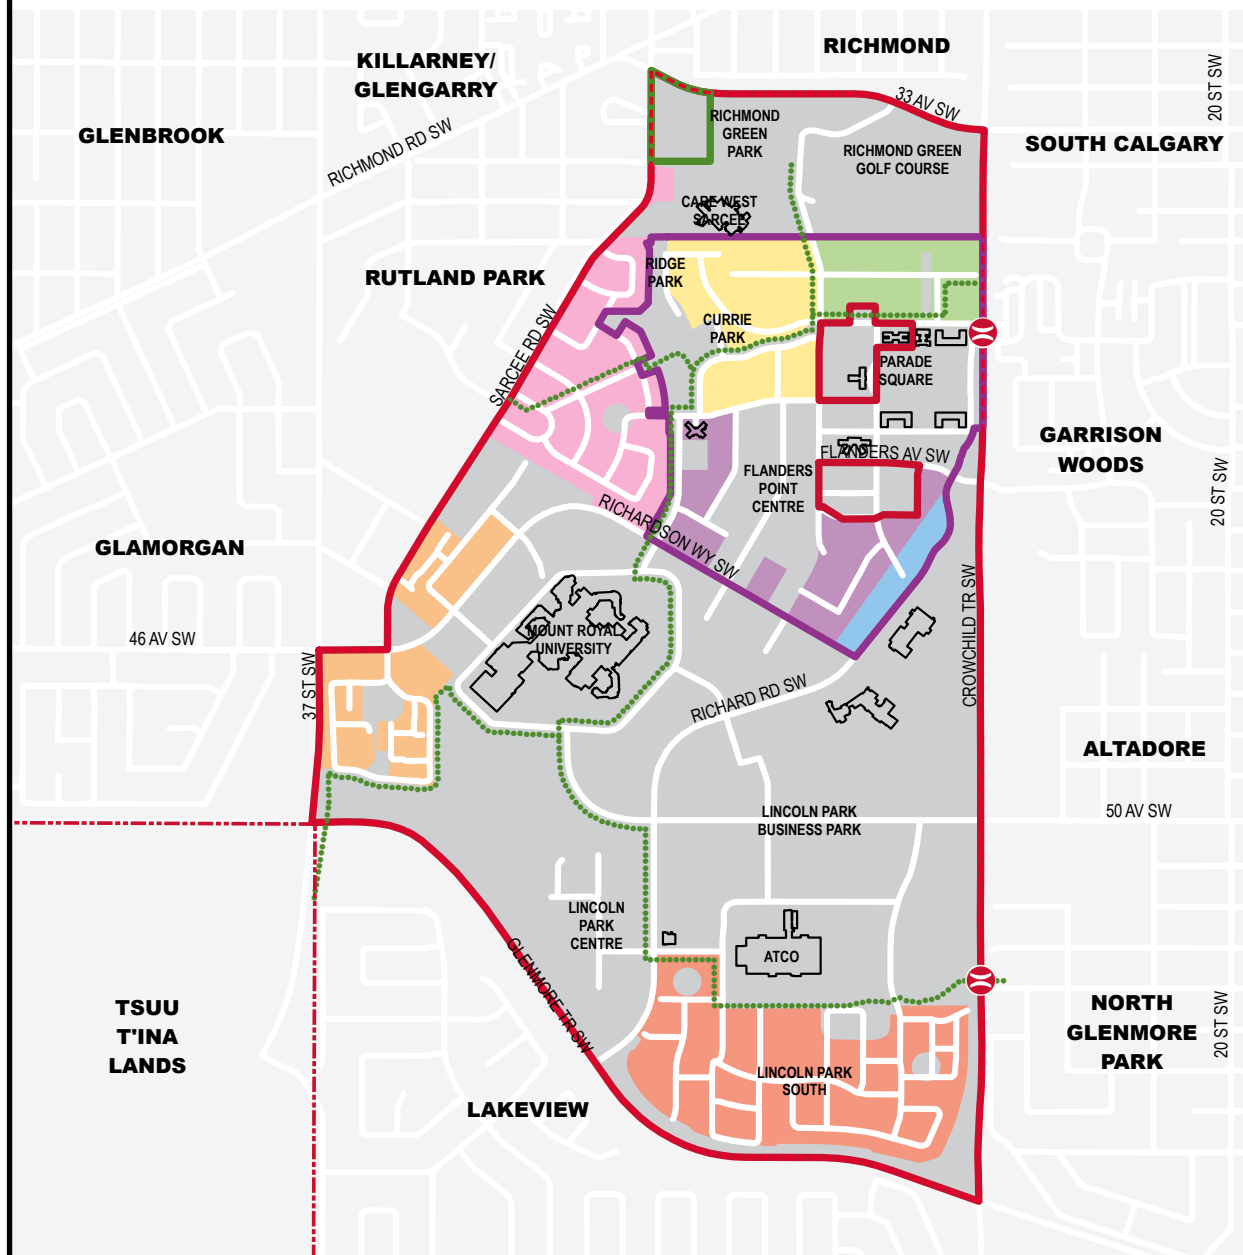 RICHMOND
KILLARNEY/
GLENGARRY
20 ST SW
33 AV SW
GLENBROOK
RICHMOND RD SW
RICHMOND
GREEN
PARK
RICHMOND GREEN
GOLF COURSE
SOUTH CALGARY
CARE WEST
SARCEE
RUTLAND PARK
RIDGE
PARK
CURRIE
PARK
SARCEE RD SW
PARADE
SQUARE
GARRISON
WOODS
FLANDERS AV SW
FLANDERS
POINT
CENTRE
20 ST SW
RICHARDSON WY SW
GLAMORGAN
46 AV SW
MOUNT ROYAL
UNIVERSITY
CROWCHILD TR SW
37 ST SW
RICHARD RD SW
ALTADORE
LINCOLN PARK
BUSINESS PARK
50 AV SW
LINCOLN
PARK
CENTRE
ATCO
GLENMORE TR SW
TSUU
T'INA
LANDS
NORTH
GLENMORE
PARK
20 ST SW
LINCOLN PARK
SOUTH
LAKEVIEW